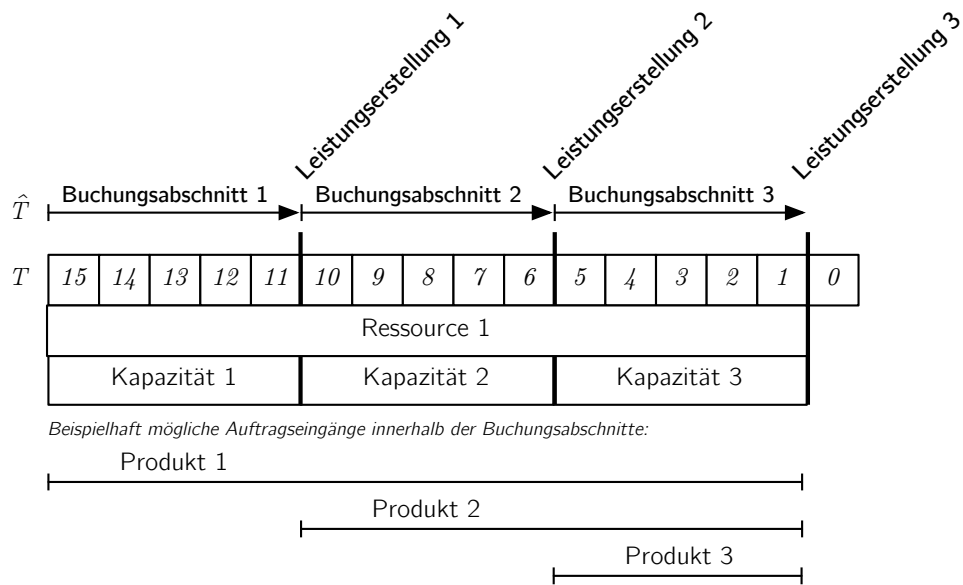 Leistungserstellung 1
Leistungserstellung 2
Leistungserstellung 3
T̂ Buchungsabschnitt 1 Buchungsabschnitt 2 Buchungsabschnitt 3
T 15 14 13 12 11 10 9 8 7 6 5 4 3 2 1 0
Ressource 1
Kapazität 1 Kapazität 2 Kapazität 3
Beispielhaft mögliche Auftragseingänge innerhalb der Buchungsabschnitte:
Produkt 1
Produkt 2
Produkt 3